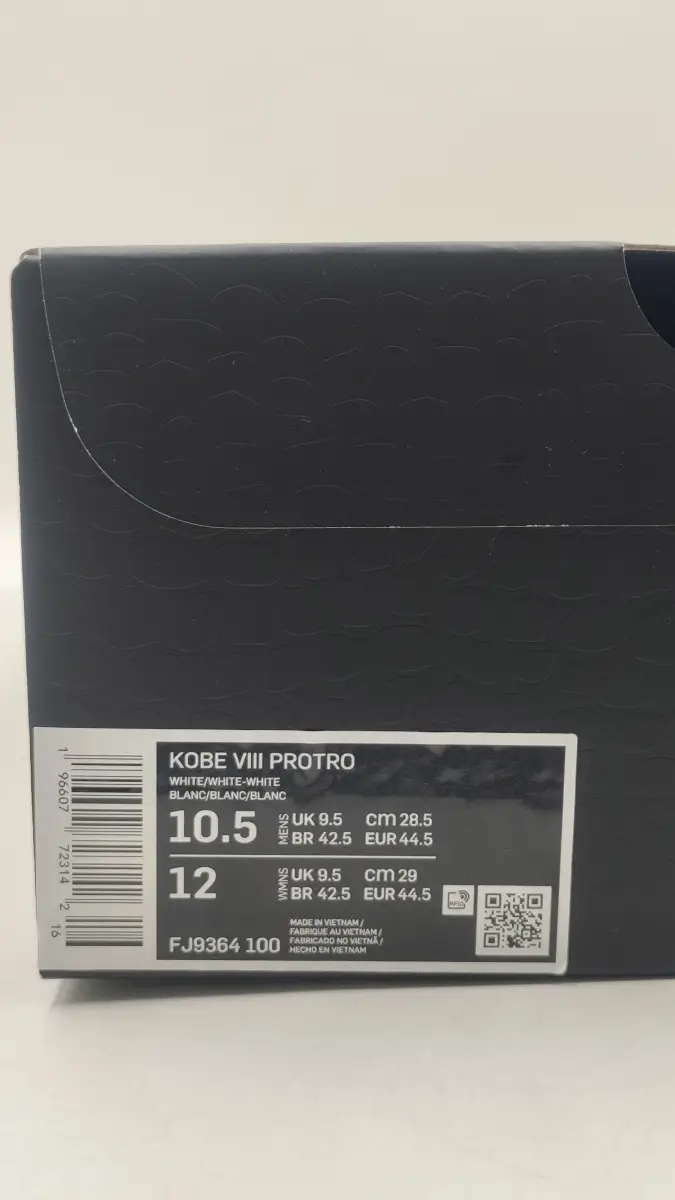 KOBE VIII PROTRO
WHITE/WHITE-WHITE
BLANC/BLANC/BLANC
10.5 MENS UK 9.5 cm 28.5
BR 42.5 EUR 44.5
12 WMNS UK 9.5 cm 29
BR 42.5 EUR 44.5
FJ9364 100
MADE IN VIETNAM /
FABRIQUE AU VIETNAM /
FABRICADO NO VIETNÃ /
HECHO EN VIETNAM
RFID
1 96607 72314 2 16